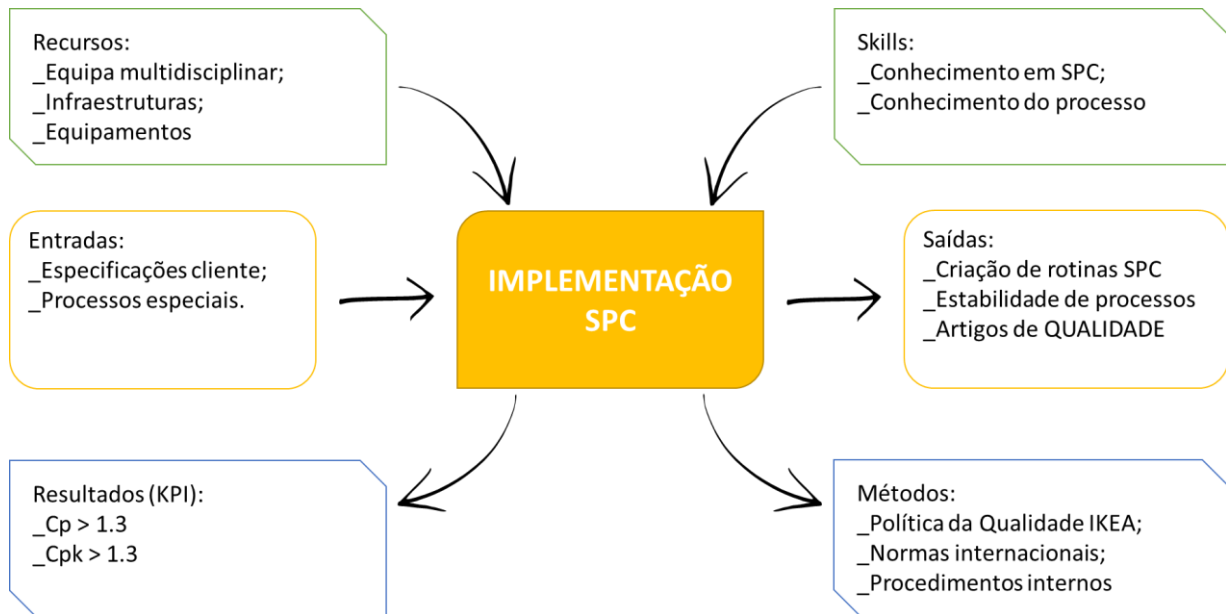 Recursos:
_Equipa multidisciplinar;
_Infraestruturas;
_Equipamentos
Skills:
_Conhecimento em SPC;
_Conhecimento do processo
Entradas:
_Especificações cliente;
_Processos especiais.
IMPLEMENTAÇÃO
SPC
Saídas:
_Criação de rotinas SPC
_Estabilidade de processos
_Artigos de QUALIDADE
Resultados (KPI):
_Cp > 1.3
_Cpk > 1.3
Métodos:
_Política da Qualidade IKEA;
_Normas internacionais;
_Procedimentos internos